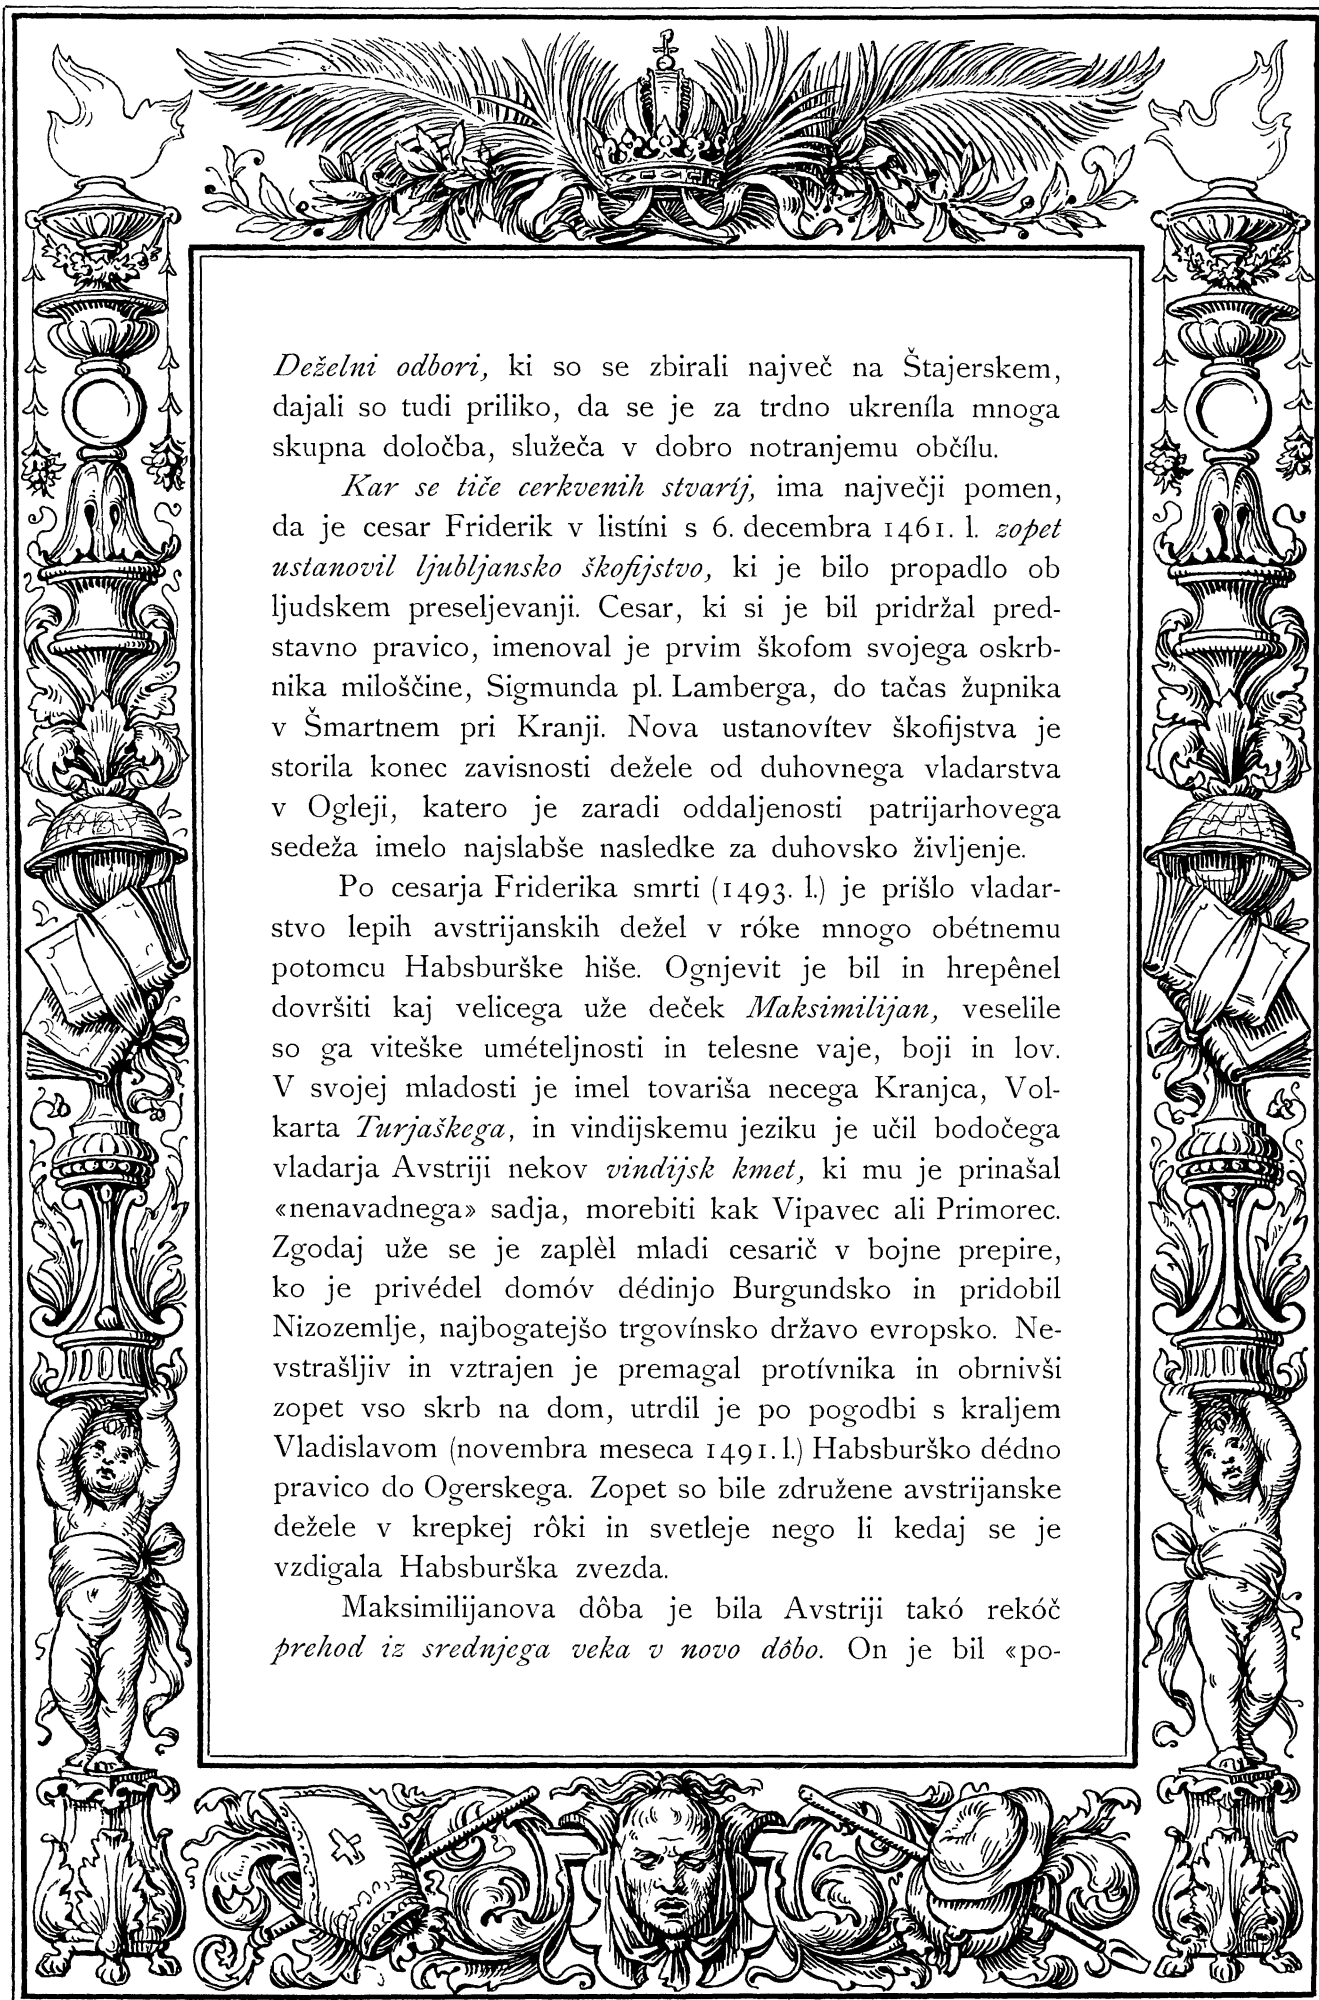 Deželni odbori, ki so se zbirali največ na Štajerskem,
dajali so tudi priliko, da se je za trdno ukreníla mnoga
skupna določba, služeča v dobro notranjemu občílu.
Kar se tiče cerkvenih stvaríj, ima največji pomen,
da je cesar Friderik v listíni s 6. decembra 1461. l. zopet
ustanovil ljubljansko škofijstvo, ki je bilo propadlo ob
ljudskem preseljevanji. Cesar, ki si je bil pridržal pred-
stavno pravico, imenoval je prvim škofom svojega oskrb-
nika miloščine, Sigmunda pl. Lamberga, do tačas župnika
v Šmartnem pri Kranji. Nova ustanovítev škofijstva je
storila konec zavisnosti dežele od duhovnega vladarstva
v Ogleji, katero je zaradi oddaljenosti patrijarhovega
sedeža imelo najslabše nasledke za duhovsko življenje.
Po cesarja Friderika smrti (1493. l.) je prišlo vladar-
stvo lepih avstrijanskih dežel v róke mnogo obétnemu
potomcu Habsburške hiše. Ognjevit je bil in hrepênel
dovršiti kaj velicega uže deček Maksimilijan, veselile
so ga viteške umételjnosti in telesne vaje, boji in lov.
V svojej mladosti je imel tovariša necega Kranjca, Vol-
karta Turjaškega, in vindijskemu jeziku je učil bodočega
vladarja Avstriji nekov vindijsk kmet, ki mu je prinašal
«nenavadnega» sadja, morebiti kak Vipavec ali Primorec.
Zgodaj uže se je zaplèl mladi cesarič v bojne prepire,
ko je privédel domóv dédinjo Burgundsko in pridobil
Nizozemlje, najbogatejšo trgovínsko državo evropsko. Ne-
vstrašljiv in vztrajen je premagal protívnika in obrnivši
zopet vso skrb na dom, utrdil je po pogodbi s kraljem
Vladislavom (novembra meseca 1491. l.) Habsburško dédno
pravico do Ogerskega. Zopet so bile združene avstrijanske
dežele v krepkej rôki in svetleje nego li kedaj se je
vzdigala Habsburška zvezda.
Maksimilijanova dôba je bila Avstriji takó rekóč
prehod iz srednjega veka v novo dôbo. On je bil «po-